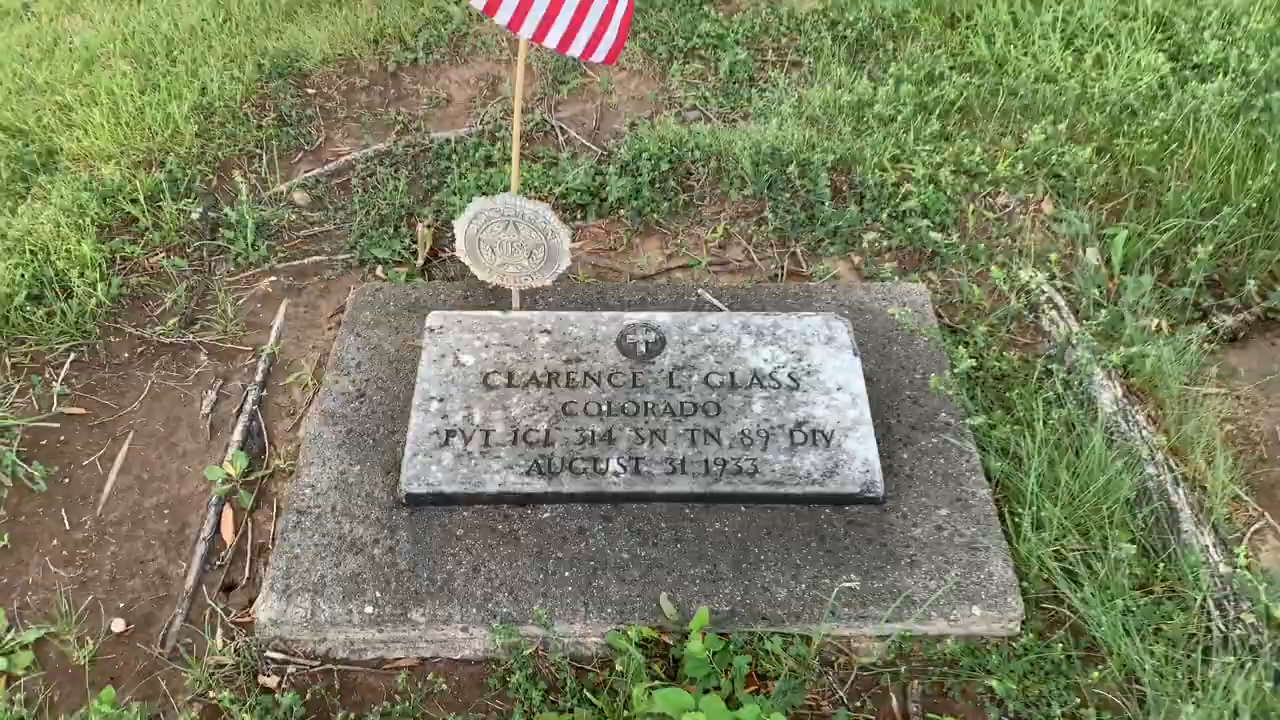 U.S.
CLARENCE L GLASS
COLORADO
PVT 1CL 314 SN TN 89 DIV
AUGUST 31 1933